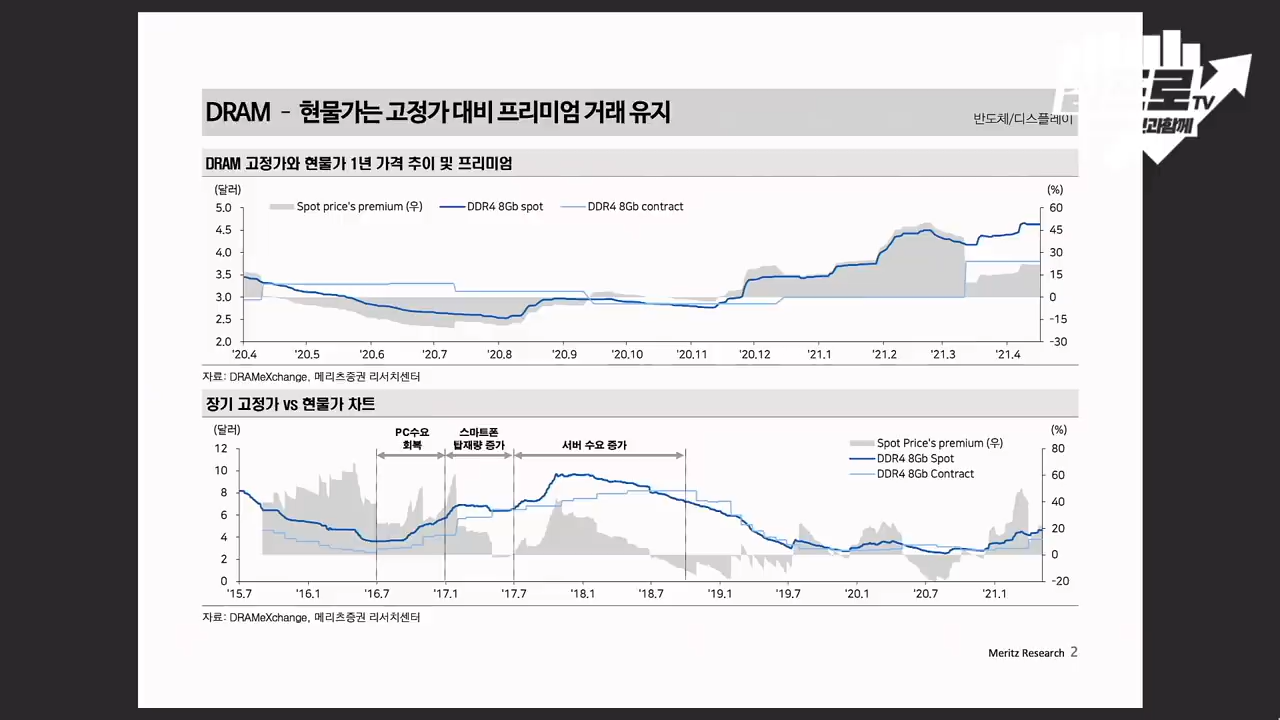 DRAM - 현물가는 고정가 대비 프리미엄 거래 유지
반도체/디스플레이
로TV
과함께
DRAM 고정가와 현물가 1년 가격 추이 및 프리미엄
(달러)
(%)
Spot price's premium (우)
DDR4 8Gb spot
DDR4 8Gb contract
5.0
4.5
4.0
3.5
3.0
2.5
2.0
60
45
30
15
0
-15
-30
'20.4 '20.5 '20.6 '20.7 '20.8 '20.9 '20.10 '20.11 '20.12 '21.1 '21.2 '21.3 '21.4
자료: DRAMeXchange, 메리츠증권 리서치센터
장기 고정가 vs 현물가 차트
(달러)
(%)
PC수요
회복
스마트폰
탑재량 증가
서버 수요 증가
Spot Price's premium (우)
DDR4 8Gb Spot
DDR4 8Gb Contract
12
10
8
6
4
2
0
80
60
40
20
0
-20
'15.7 '16.1 '16.7 '17.1 '17.7 '18.1 '18.7 '19.1 '19.7 '20.1 '20.7 '21.1
자료: DRAMeXchange, 메리츠증권 리서치센터
Meritz Research 2